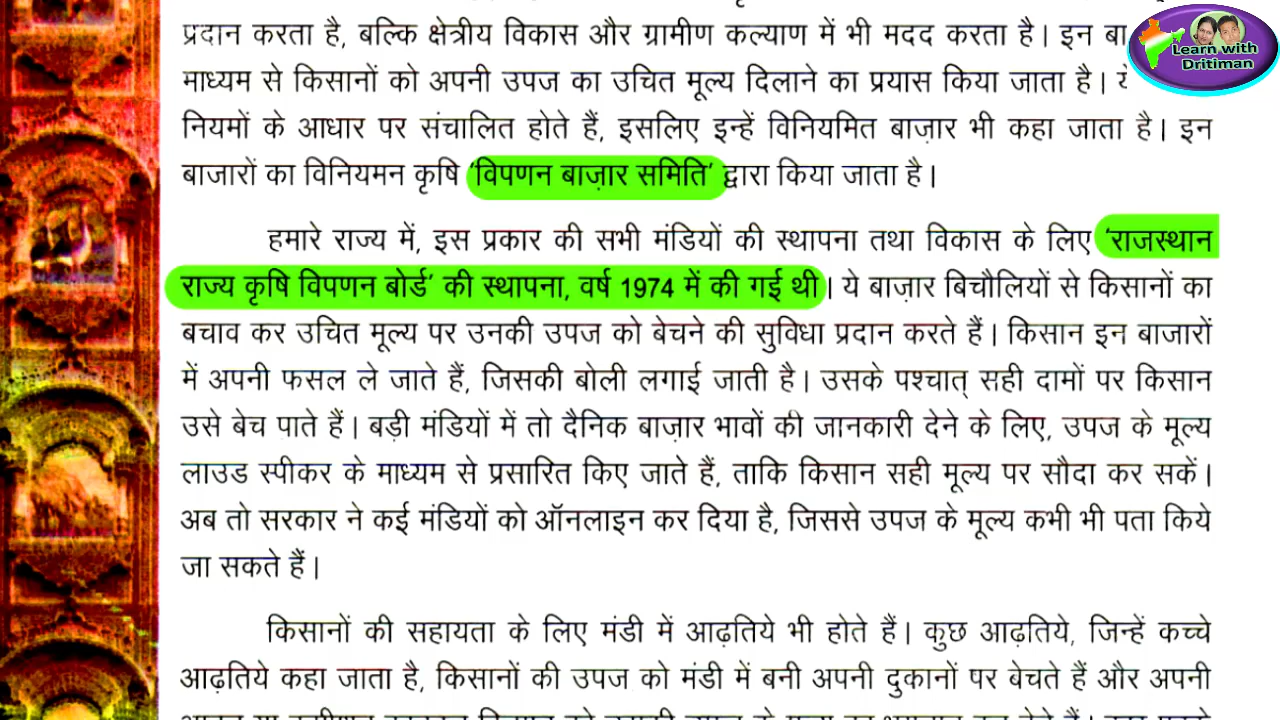 प्रदान करता है, बल्कि क्षेत्रीय विकास और ग्रामीण कल्याण में भी मदद करता है। इन
Learn with
Dritiman
माध्यम से किसानों को अपनी उपज का उचित मूल्य दिलाने का प्रयास किया जाता है।
नियमों के आधार पर संचालित होते हैं, इसलिए इन्हें विनियमित बाज़ार भी कहा जाता है। इन
बाजारों का विनियमन कृषि ‘विपणन बाज़ार समिति’ द्वारा किया जाता है।
हमारे राज्य में, इस प्रकार की सभी मंडियों की स्थापना तथा विकास के लिए ‘राजस्थान
राज्य कृषि विपणन बोर्ड’ की स्थापना, वर्ष 1974 में की गई थी। ये बाज़ार बिचौलियों से किसानों का
बचाव कर उचित मूल्य पर उनकी उपज को बेचने की सुविधा प्रदान करते हैं। किसान इन बाजारों
में अपनी फसल ले जाते हैं, जिसकी बोली लगाई जाती है। उसके पश्चात् सही दामों पर किसान
उसे बेच पाते हैं। बड़ी मंडियों में तो दैनिक बाज़ार भावों की जानकारी देने के लिए, उपज के मूल्य
लाउड स्पीकर के माध्यम से प्रसारित किए जाते हैं, ताकि किसान सही मूल्य पर सौदा कर सकें।
अब तो सरकार ने कई मंडियों को ऑनलाइन कर दिया है, जिससे उपज के मूल्य कभी भी पता किये
जा सकते हैं।
किसानों की सहायता के लिए मंडी में आढ़तिये भी होते हैं। कुछ आढ़तिये, जिन्हें कच्चे
आढ़तिये कहा जाता है, किसानों की उपज को मंडी में बनी अपनी दुकानों पर बेचते हैं और अपनी